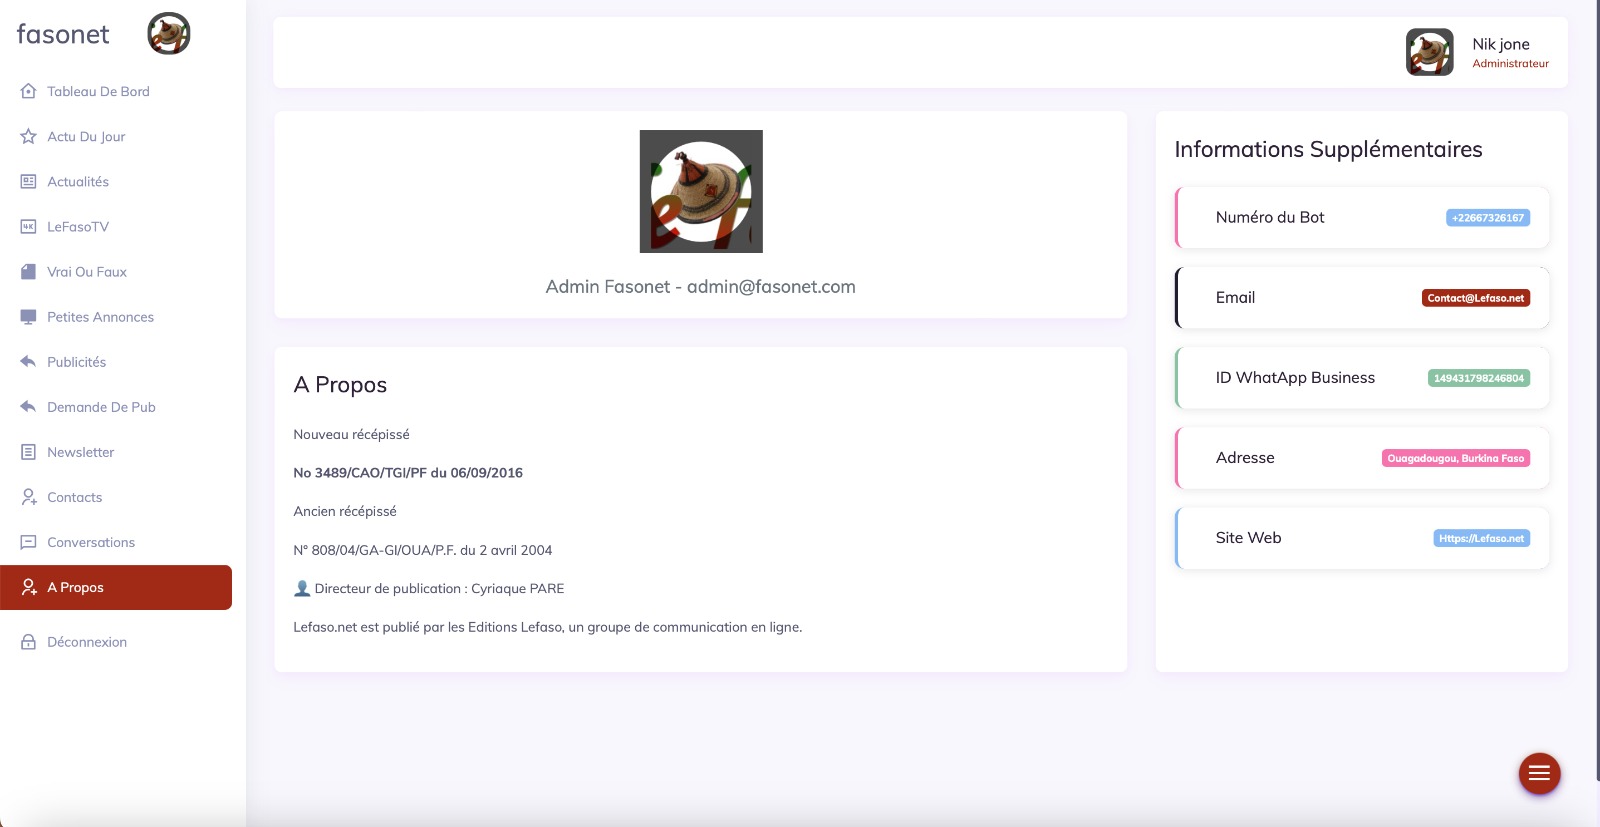 fasonet
Tableau De Bord
Actu Du Jour
Actualités
LeFasoTV
Vrai Ou Faux
Petites Annonces
Publicités
Demande De Pub
Newsletter
Contacts
Conversations
A Propos
Déconnexion
Nik jone
Administrateur
Admin Fasonet - admin@fasonet.com
A Propos
Nouveau récépissé
No 3489/CAO/TGI/PF du 06/09/2016
Ancien récépissé
N° 808/04/GA-GI/OUA/P.F. du 2 avril 2004
👤 Directeur de publication : Cyriaque PARE
Lefaso.net est publié par les Editions Lefaso, un groupe de communication en ligne.
Informations Supplémentaires
Numéro du Bot +22667326167
Email Contact@Lefaso.net
ID WhatApp Business 149431798246804
Adresse Ouagadougou, Burkina Faso
Site Web Https://Lefaso.net